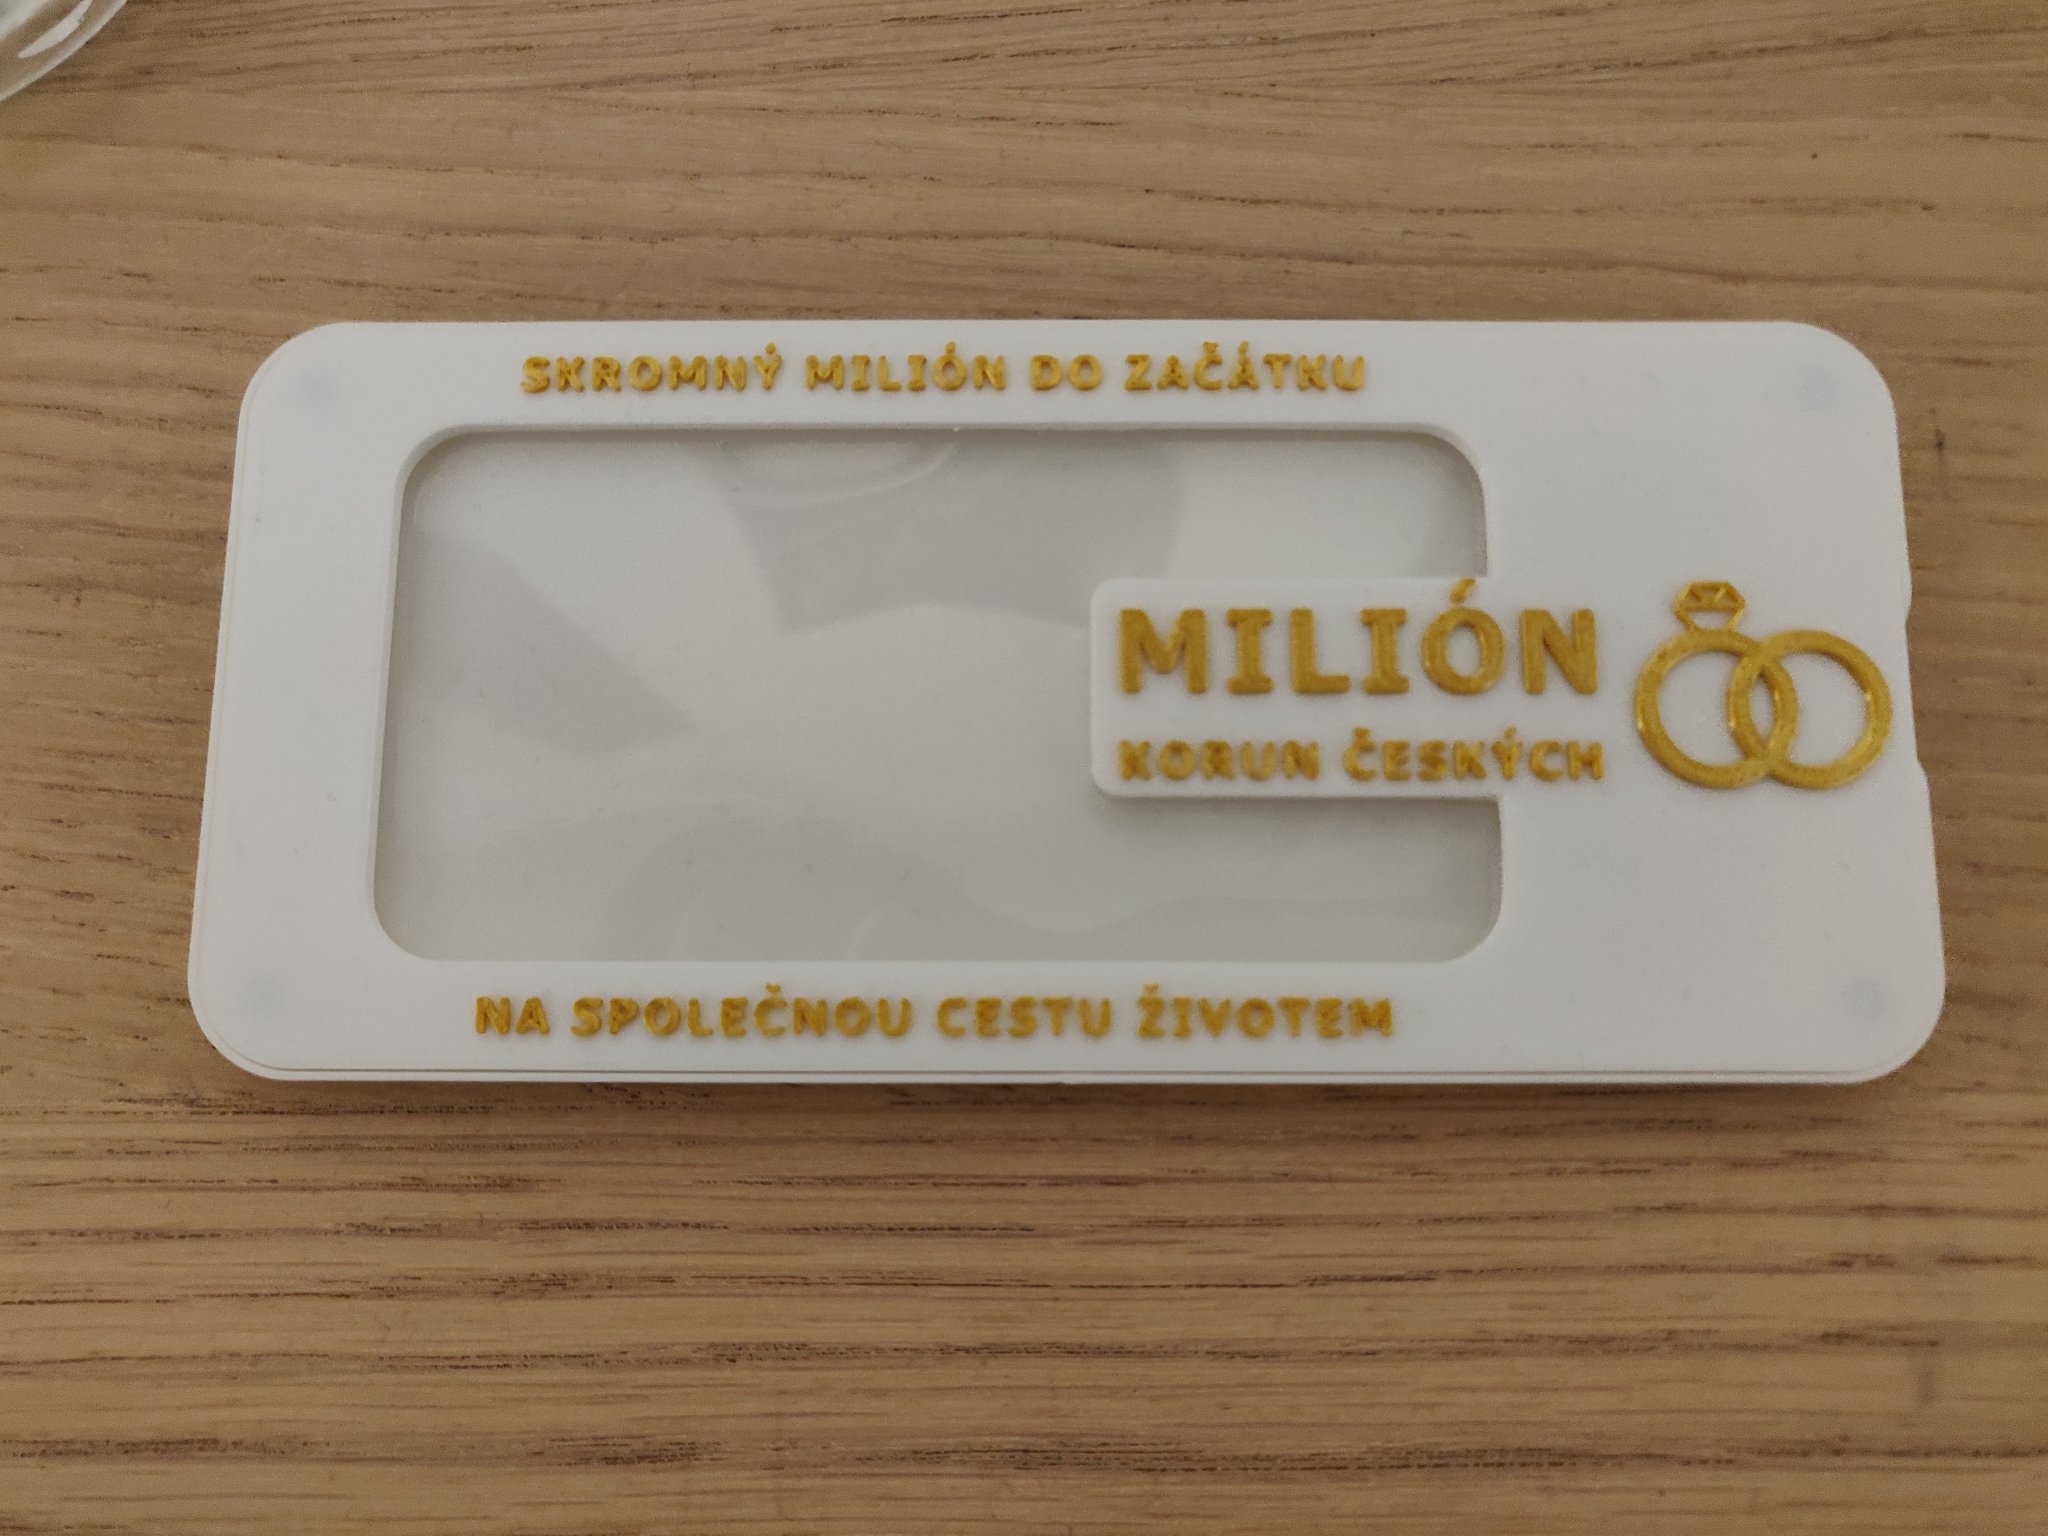 SKROMNÝ MILIÓN DO ZAČÁTKU
MILIÓN
KORUN ČESKÝCH
NA SPOLEČNOU CESTU ŽIVOTEM